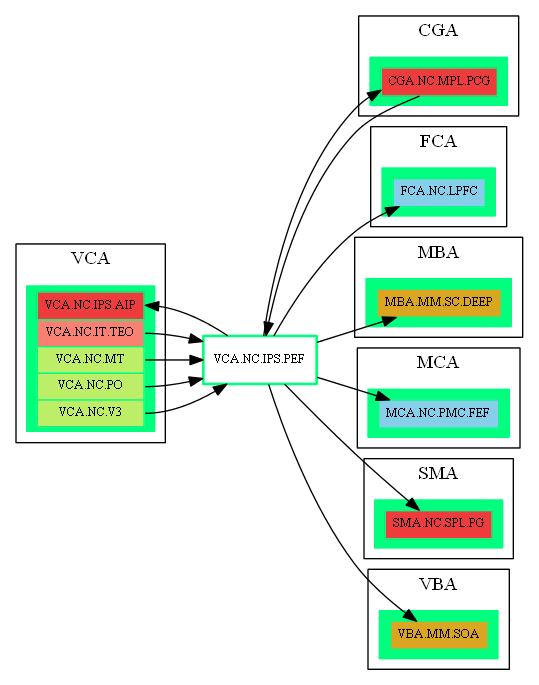 CGA
CGA.NC.MPL.PCG
FCA
FCA.NC.LPFC
MBA
MBA.MM.SC.DEEP
VCA
VCA.NC.IPS.AIP
VCA.NC.IT.TEO
VCA.NC.MT
VCA.NC.PO
VCA.NC.V3
VCA.NC.IPS.PEF
MCA
MCA.NC.PMC.FEF
SMA
SMA.NC.SPL.PG
VBA
VBA.MM.SOA